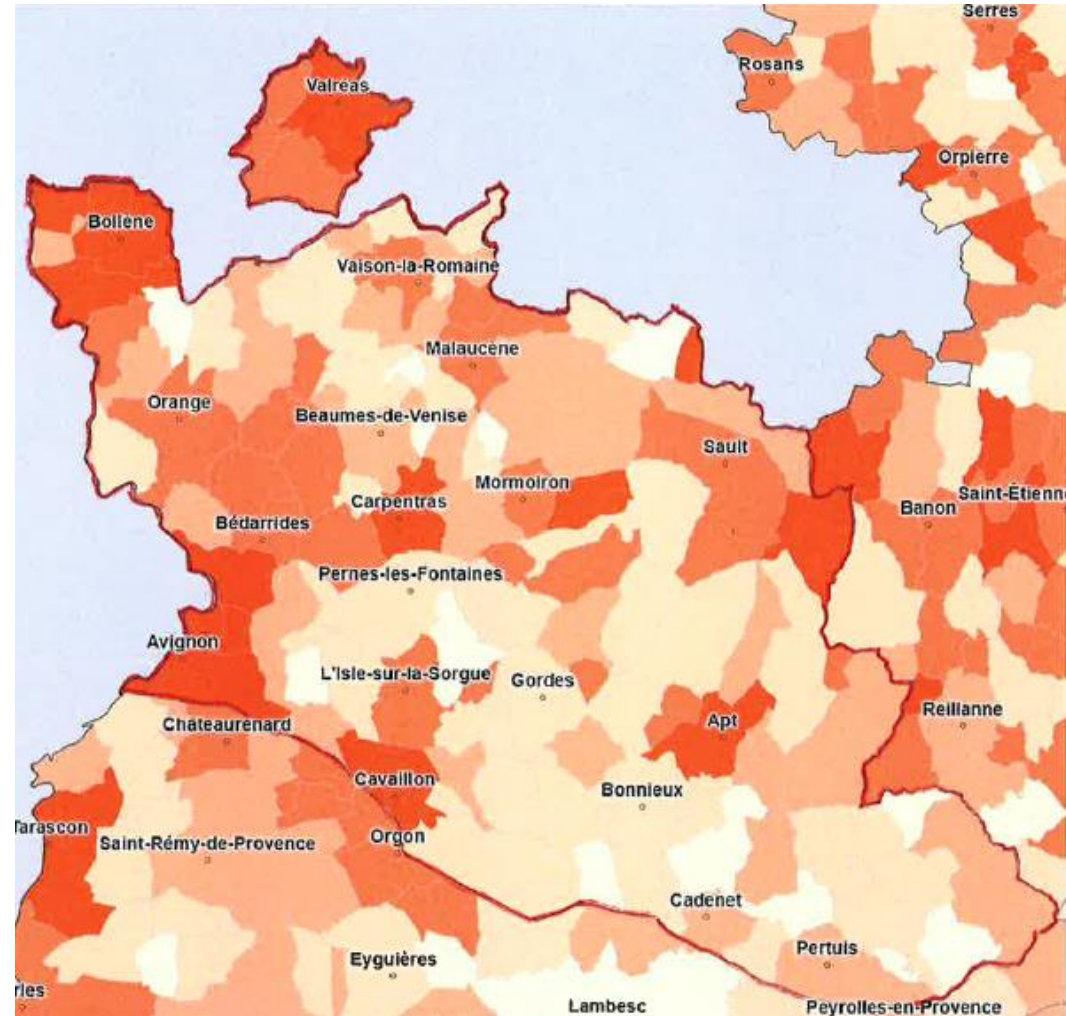 Serres
Rosans
Valréas
Orpierre
Bollène
Vaison-la-Romaine
Malaucène
Orange
Beaumes-de-Venise
Sault
Mormoiron
Carpentras
Saint-Étienne
Banon
Bédarrides
Pernes-les-Fontaines
Avignon
L'Isle-sur-la-Sorgue
Gordes
Châteaurenard
Apt
Reillanne
Cavaillon
Bonnieux
Tarascon
Orgon
Saint-Rémy-de-Provence
Cadenet
Pertuis
Eyguières
rles
Lambesc
Peyrolles-en-Provence